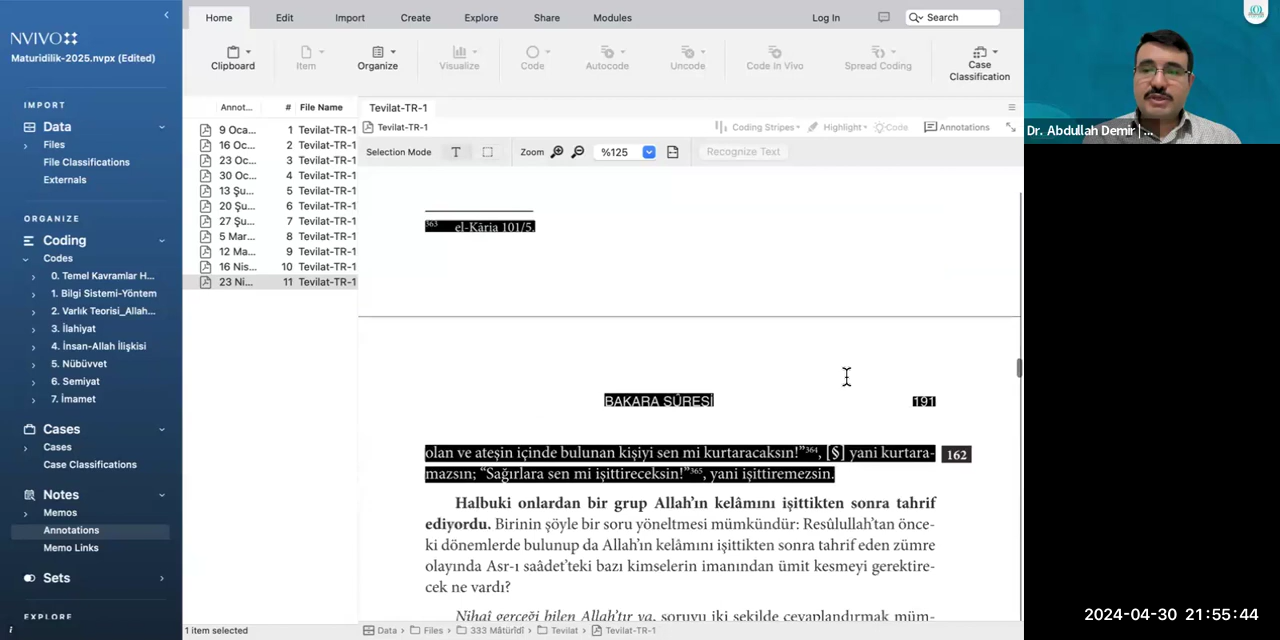 NVIVO
Maturidilik-2025.nvpx (Edited)
IMPORT
Data
Files
File Classifications
Externals
ORGANIZE
Coding
Codes
0. Temel Kavramlar H...
1. Bilgi Sistemi-Yöntem
2. Varlık Teorisi_Allah...
3. İlahiyat
4. İnsan-Allah İlişkisi
5. Nübüvvet
6. Semiyat
7. İmamet
Cases
Cases
Case Classifications
Notes
Memos
Annotations
Memo Links
Sets
EXPLORE
Home Edit Import Create Explore Share Modules Log In Search
Clipboard Item Organize Visualize Code Autocode Uncode Code In Vivo Spread Coding Case Classification
Annot... # File Name
9 Oca... 1 Tevilat-TR-1
16 Oc... 2 Tevilat-TR-1
23 Oc... 3 Tevilat-TR-1
30 Oc... 4 Tevilat-TR-1
13 Şu... 5 Tevilat-TR-1
20 Şu... 6 Tevilat-TR-1
27 Şu... 7 Tevilat-TR-1
5 Mar... 8 Tevilat-TR-1
12 Ma... 9 Tevilat-TR-1
16 Nis... 10 Tevilat-TR-1
23 Ni... 11 Tevilat-TR-1
1 item selected
Tevilat-TR-1
Tevilat-TR-1 Coding Stripes Highlight Code Annotations
Selection Mode T Zoom %125 Recognize Text
363 el-Kāria 101/5.
BAKARA SÛRESİ 191
olan ve ateşin içinde bulunan kişiyi sen mi kurtaracaksın!”364, [§] yani kurtara- 162
mazsın; “Sağırlara sen mi işittireceksin!”365, yani işittiremezsin.
Halbuki onlardan bir grup Allah’ın kelâmını işittikten sonra tahrif
ediyordu. Birinin şöyle bir soru yöneltmesi mümkündür: Resûlullah’tan önce-
ki dönemlerde bulunup da Allah’ın kelâmını işittikten sonra tahrif eden zümre
olayında Asr-ı saâdet’teki bazı kimselerin imanından ümit kesmeyi gerektire-
cek ne vardı?
Nihaî gerçeği bilen Allah’tır ya, soruyu iki şekilde cevaplandırmak müm-
Data Files 333 Mâtürîdî Tevilat Tevilat-TR-1
Dr. Abdullah Demir | ...
2024-04-30 21:55:44